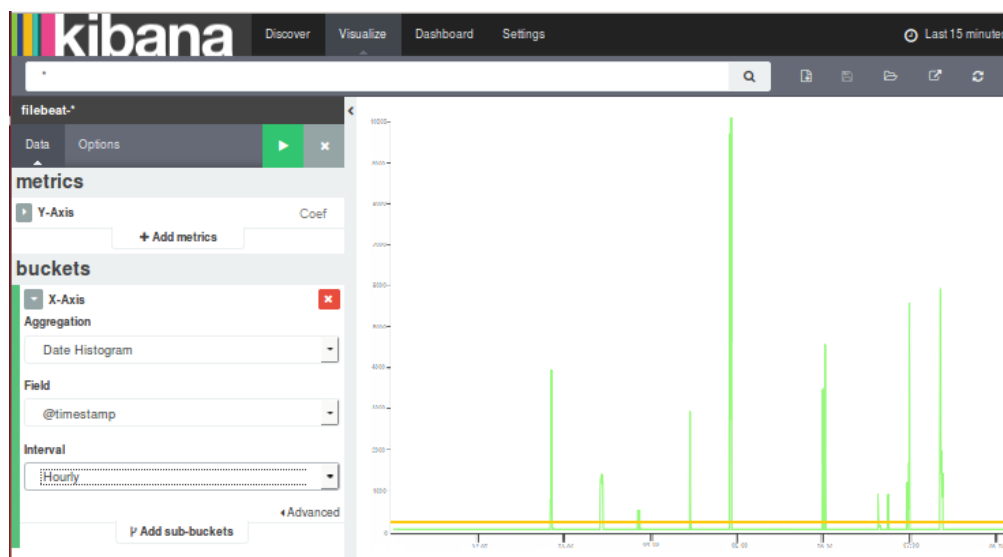 kibana
Discover Visualize Dashboard Settings Last 15 minutes
*
filebeat-*
Data Options
metrics
Y-Axis Coef
+ Add metrics
buckets
X-Axis
Aggregation
Date Histogram
Field
@timestamp
Interval
Hourly
Advanced
Add sub-buckets
0